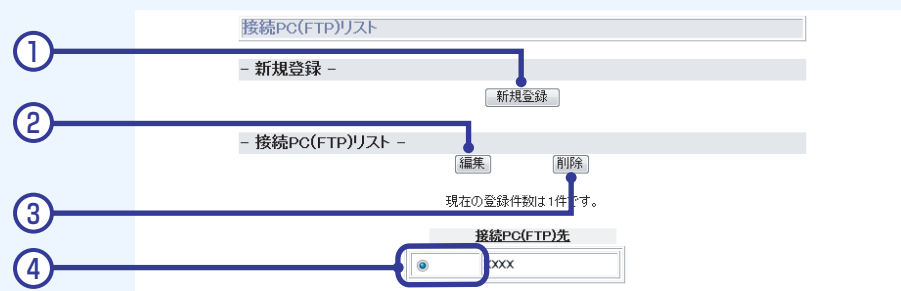 接続PC(FTP)リスト
①
- 新規登録 -
新規登録
②
- 接続PC(FTP)リスト -
編集 削除
③
現在の登録件数は1件です。
接続PC(FTP)先
④
xxxx